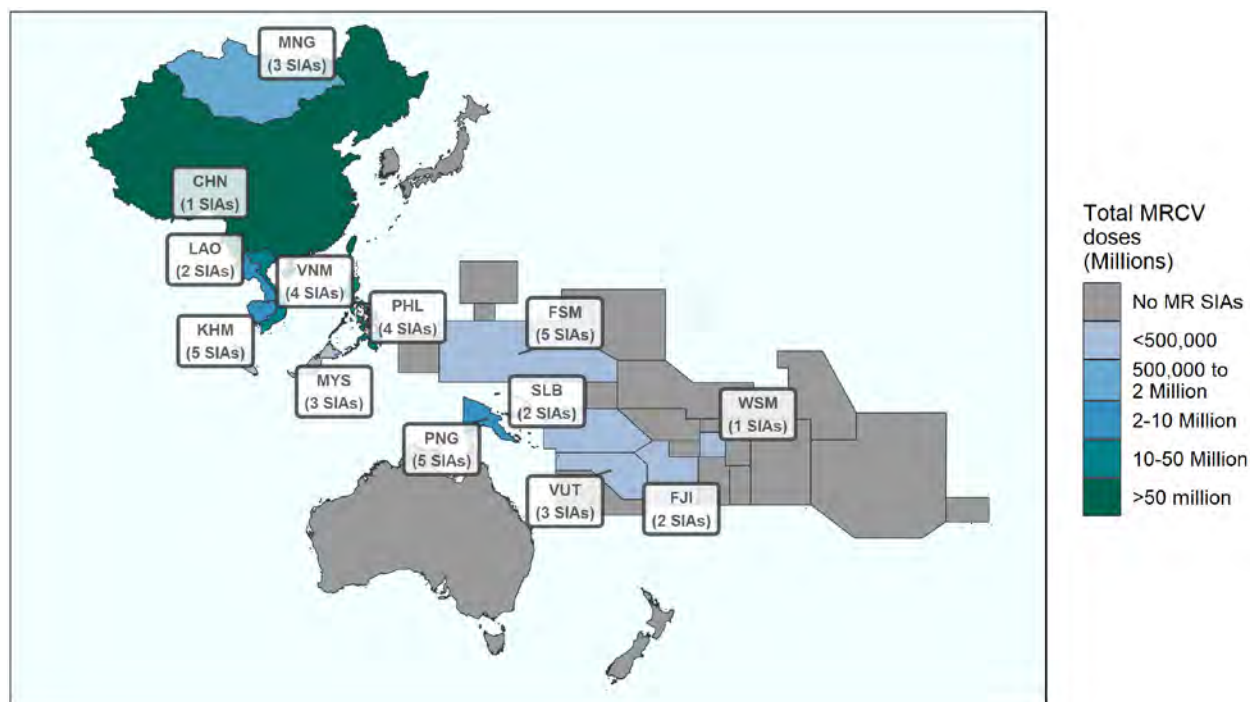 MNG
(3 SIAs)
CHN
(1 SIAs)
LAO
(2 SIAs)
VNM
(4 SIAs)
PHL
(4 SIAs)
FSM
(5 SIAs)
KHM
(5 SIAs)
MYS
(3 SIAs)
SLB
(2 SIAs)
WSM
(1 SIAs)
PNG
(5 SIAs)
VUT
(3 SIAs)
FJI
(2 SIAs)
Total MRCV
doses
(Millions)
No MR SIAs
<500,000
500,000 to
2 Million
2-10 Million
10-50 Million
>50 million